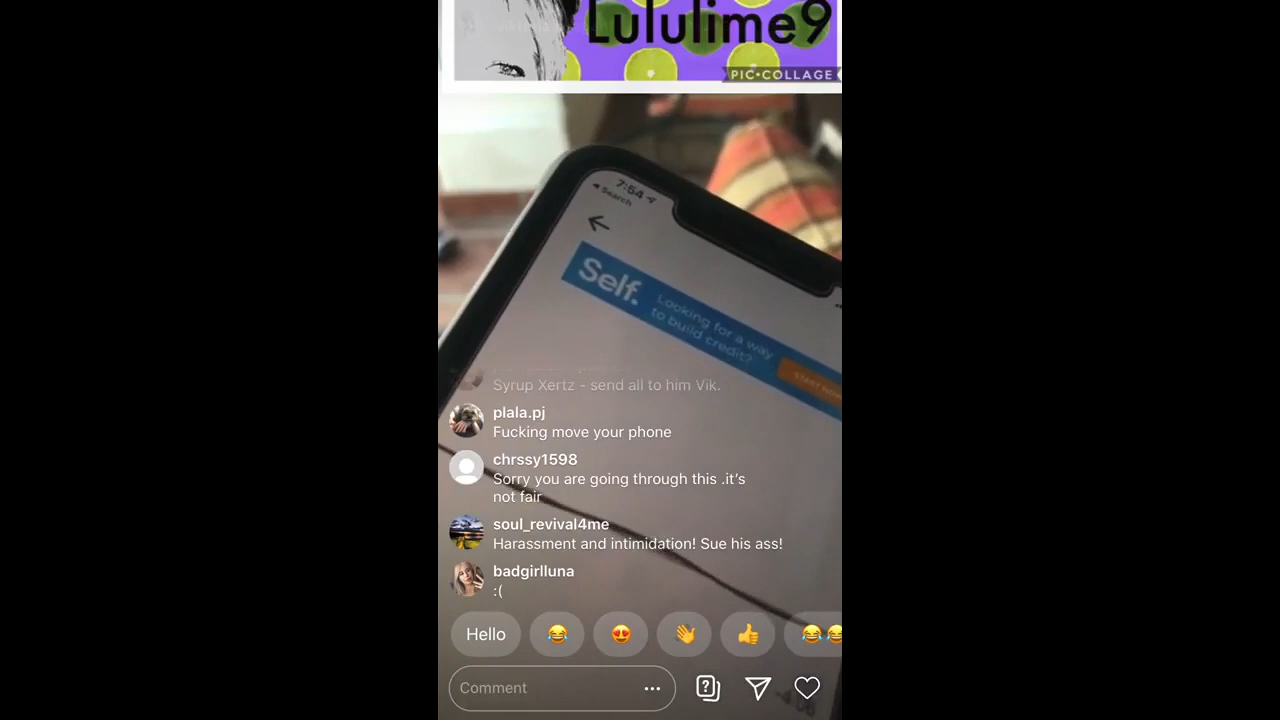 Lululime9
PIC•COLLAGE
7:54
Search
Self.
Looking for a way
to build credit?
START NOW
Syrup Xertz - send all to him Vik.
plala.pj
Fucking move your phone
chrssy1598
Sorry you are going through this .it’s
not fair
soul_revival4me
Harassment and intimidation! Sue his ass!
badgirlluna
:(
Hello
Comment